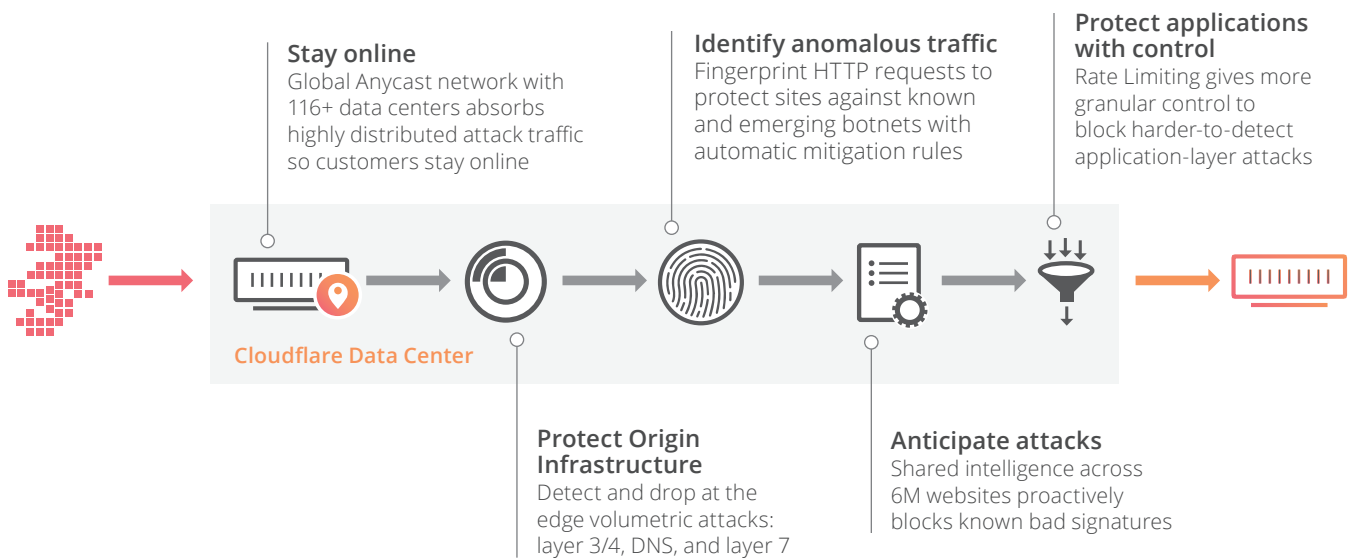 Stay online
Global Anycast network with
116+ data centers absorbs
highly distributed attack traffic
so customers stay online
Identify anomalous traffic
Fingerprint HTTP requests to
protect sites against known
and emerging botnets with
automatic mitigation rules
Protect applications
with control
Rate Limiting gives more
granular control to
block harder-to-detect
application-layer attacks
Cloudflare Data Center
Protect Origin
Infrastructure
Detect and drop at the
edge volumetric attacks:
layer 3/4, DNS, and layer 7
Anticipate attacks
Shared intelligence across
6M websites proactively
blocks known bad signatures